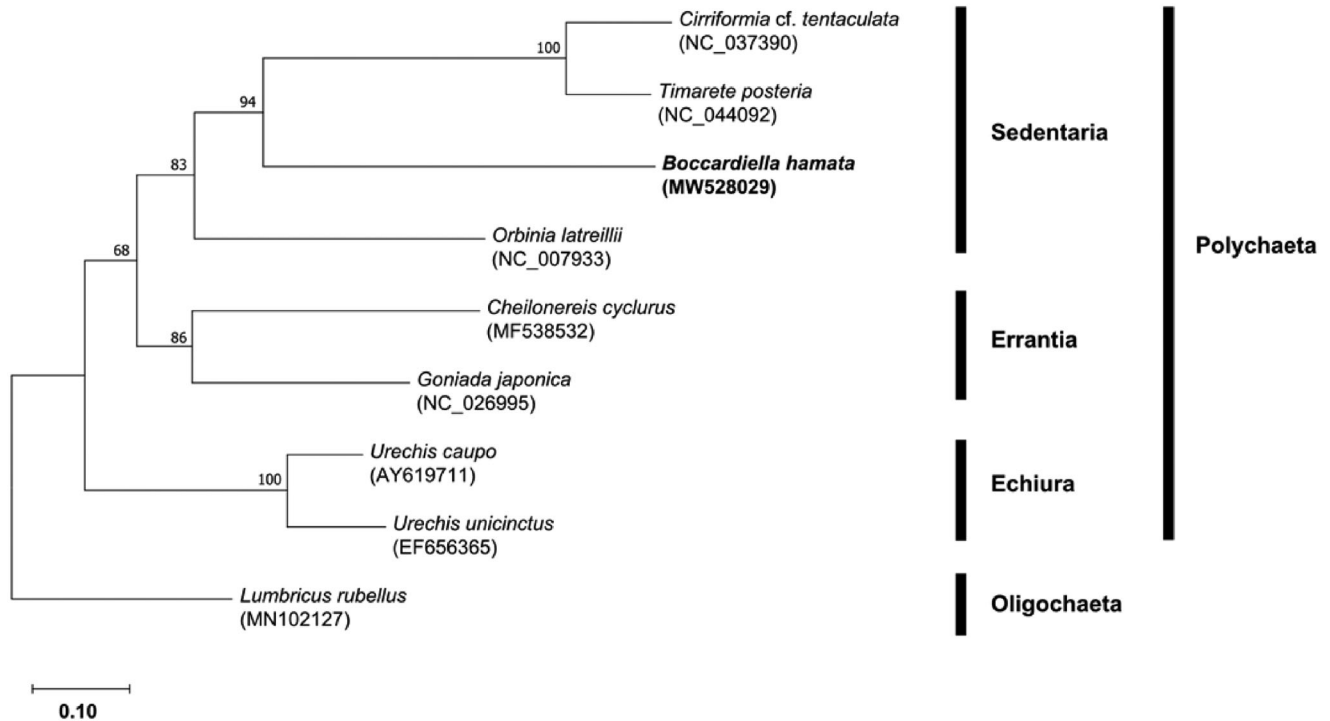 Cirriformia cf. tentaculata
(NC_037390)
100
Timarete posteria
(NC_044092)
94
Boccardiella hamata
(MW528029)
83
Orbinia latreillii
(NC_007933)
68
Cheilonereis cyclurus
(MF538532)
86
Goniada japonica
(NC_026995)
Urechis caupo
(AY619711)
100
Urechis unicinctus
(EF656365)
Lumbricus rubellus
(MN102127)
Sedentaria
Errantia
Echiura
Oligochaeta
Polychaeta
0.10